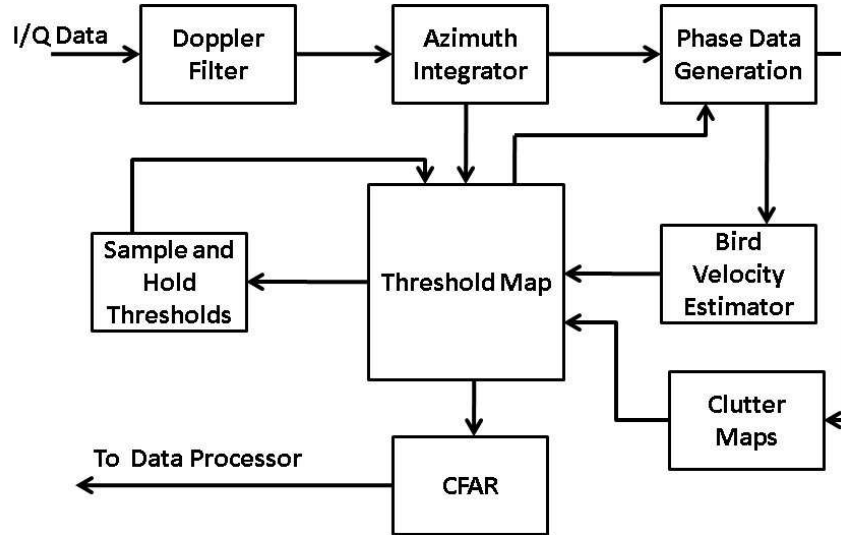 I/Q Data
Doppler
Filter
Azimuth
Integrator
Phase Data
Generation
Sample and
Hold
Thresholds
Threshold Map
Bird
Velocity
Estimator
Clutter
Maps
To Data Processor
CFAR